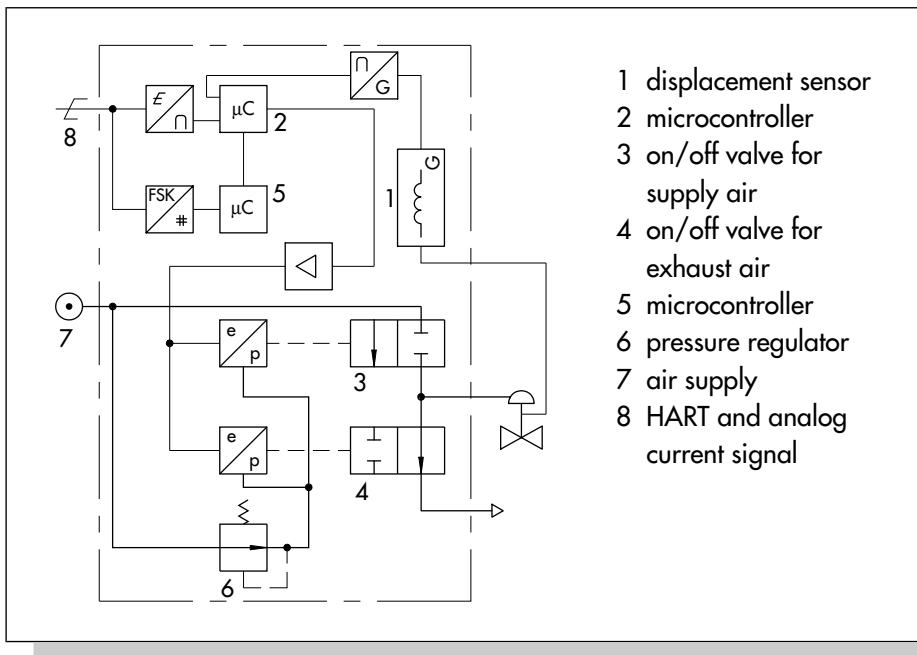 ∩
G
8
E
∩
μC
2
FSK
#
μC
5
1
G
7
e
p
3
e
p
4
6
1 displacement sensor
2 microcontroller
3 on/off valve for
supply air
4 on/off valve for
exhaust air
5 microcontroller
6 pressure regulator
7 air supply
8 HART and analog
current signal